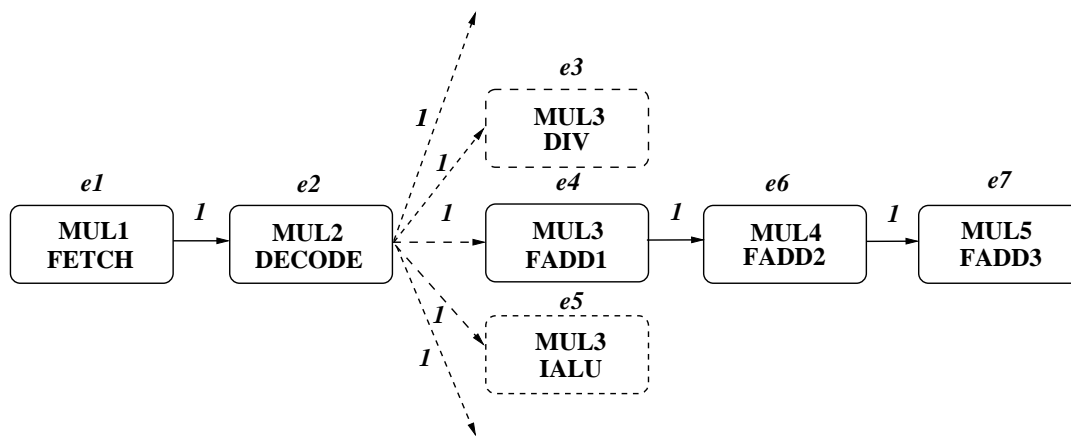 e1
MUL1
FETCH
1
e2
MUL2
DECODE
1
1
1
1
1
e3
MUL3
DIV
e4
MUL3
FADD1
e5
MUL3
IALU
1
e6
MUL4
FADD2
1
e7
MUL5
FADD3